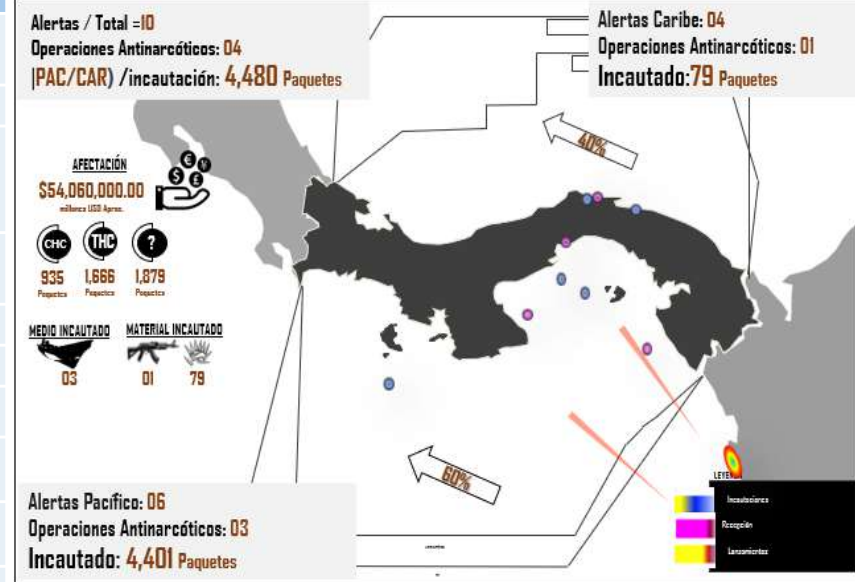 Alertas / Total =10
Operaciones Antinarcóticos: 04
|PAC/CAR) /incautación: 4,480 Paquetes
Alertas Caribe: 04
Operaciones Antinarcóticos: 01
Incautado:79 Paquetes
40%
AFECTACIÓN
$54,060,000.00
millones USD Aprox.
CHC
THC
?
935
1,666
1,879
Paquetes
Paquetes
Paquetes
MEDIO INCAUTADO
MATERIAL INCAUTADO
03
01
79
60%
Alertas Pacífico: 06
Operaciones Antinarcóticos: 03
Incautado: 4,401 Paquetes
Incautaciones
Recepción
Lanzamientos